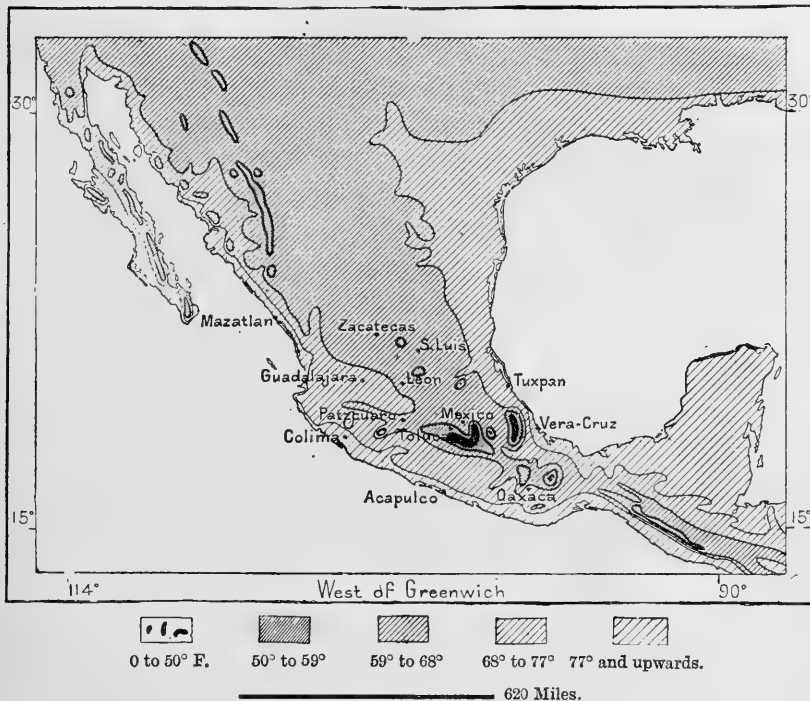 30° 30°
Mazatlan
Zacatecas
S. Luis
Guadalajara
Leon
Tuxpan
Patzcuaro
Mexico
Vera-Cruz
Colima
Toluca
Acapulco
Oaxaca
15° 15°
114° West of Greenwich 90°
0 to 50° F. 50° to 59° 59° to 68° 68° to 77° 77° and upwards.
620 Miles.